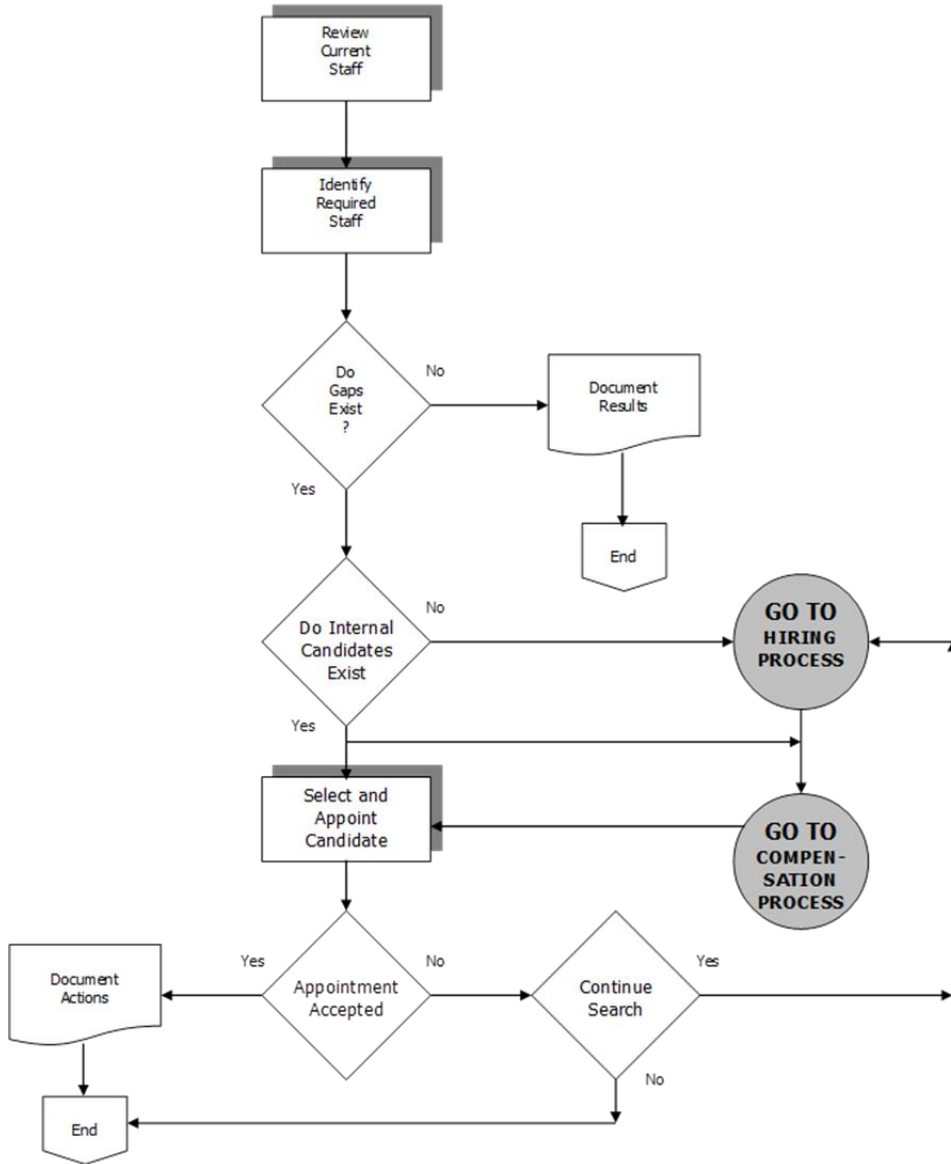 Review
Current
Staff
Identify
Required
Staff
Do
Gaps
Exist
?
No
Document
Results
Yes
End
Do Internal
Candidates
Exist
No
GO TO
HIRING
PROCESS
Yes
Select and
Appoint
Candidate
GO TO
COMPEN-
SATION
PROCESS
Document
Actions
Yes
Appointment
Accepted
No
Continue
Search
Yes
No
End